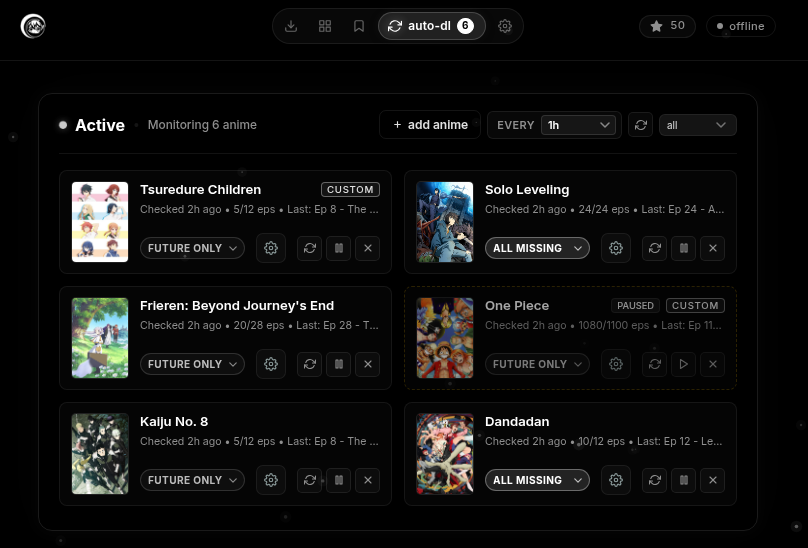 auto-dl 6
50
offline
Active
Monitoring 6 anime
+ add anime
EVERY 1h
all
Tsuredure Children
CUSTOM
Checked 2h ago • 5/12 eps • Last: Ep 8 - The ...
FUTURE ONLY
Solo Leveling
Checked 2h ago • 24/24 eps • Last: Ep 24 - A...
ALL MISSING
Frieren: Beyond Journey's End
Checked 2h ago • 20/28 eps • Last: Ep 28 - T...
FUTURE ONLY
One Piece
PAUSED
CUSTOM
Checked 2h ago • 1080/1100 eps • Last: Ep 11...
FUTURE ONLY
Kaiju No. 8
Checked 2h ago • 5/12 eps • Last: Ep 8 - The ...
FUTURE ONLY
Dandadan
Checked 2h ago • 10/12 eps • Last: Ep 12 - Le...
ALL MISSING